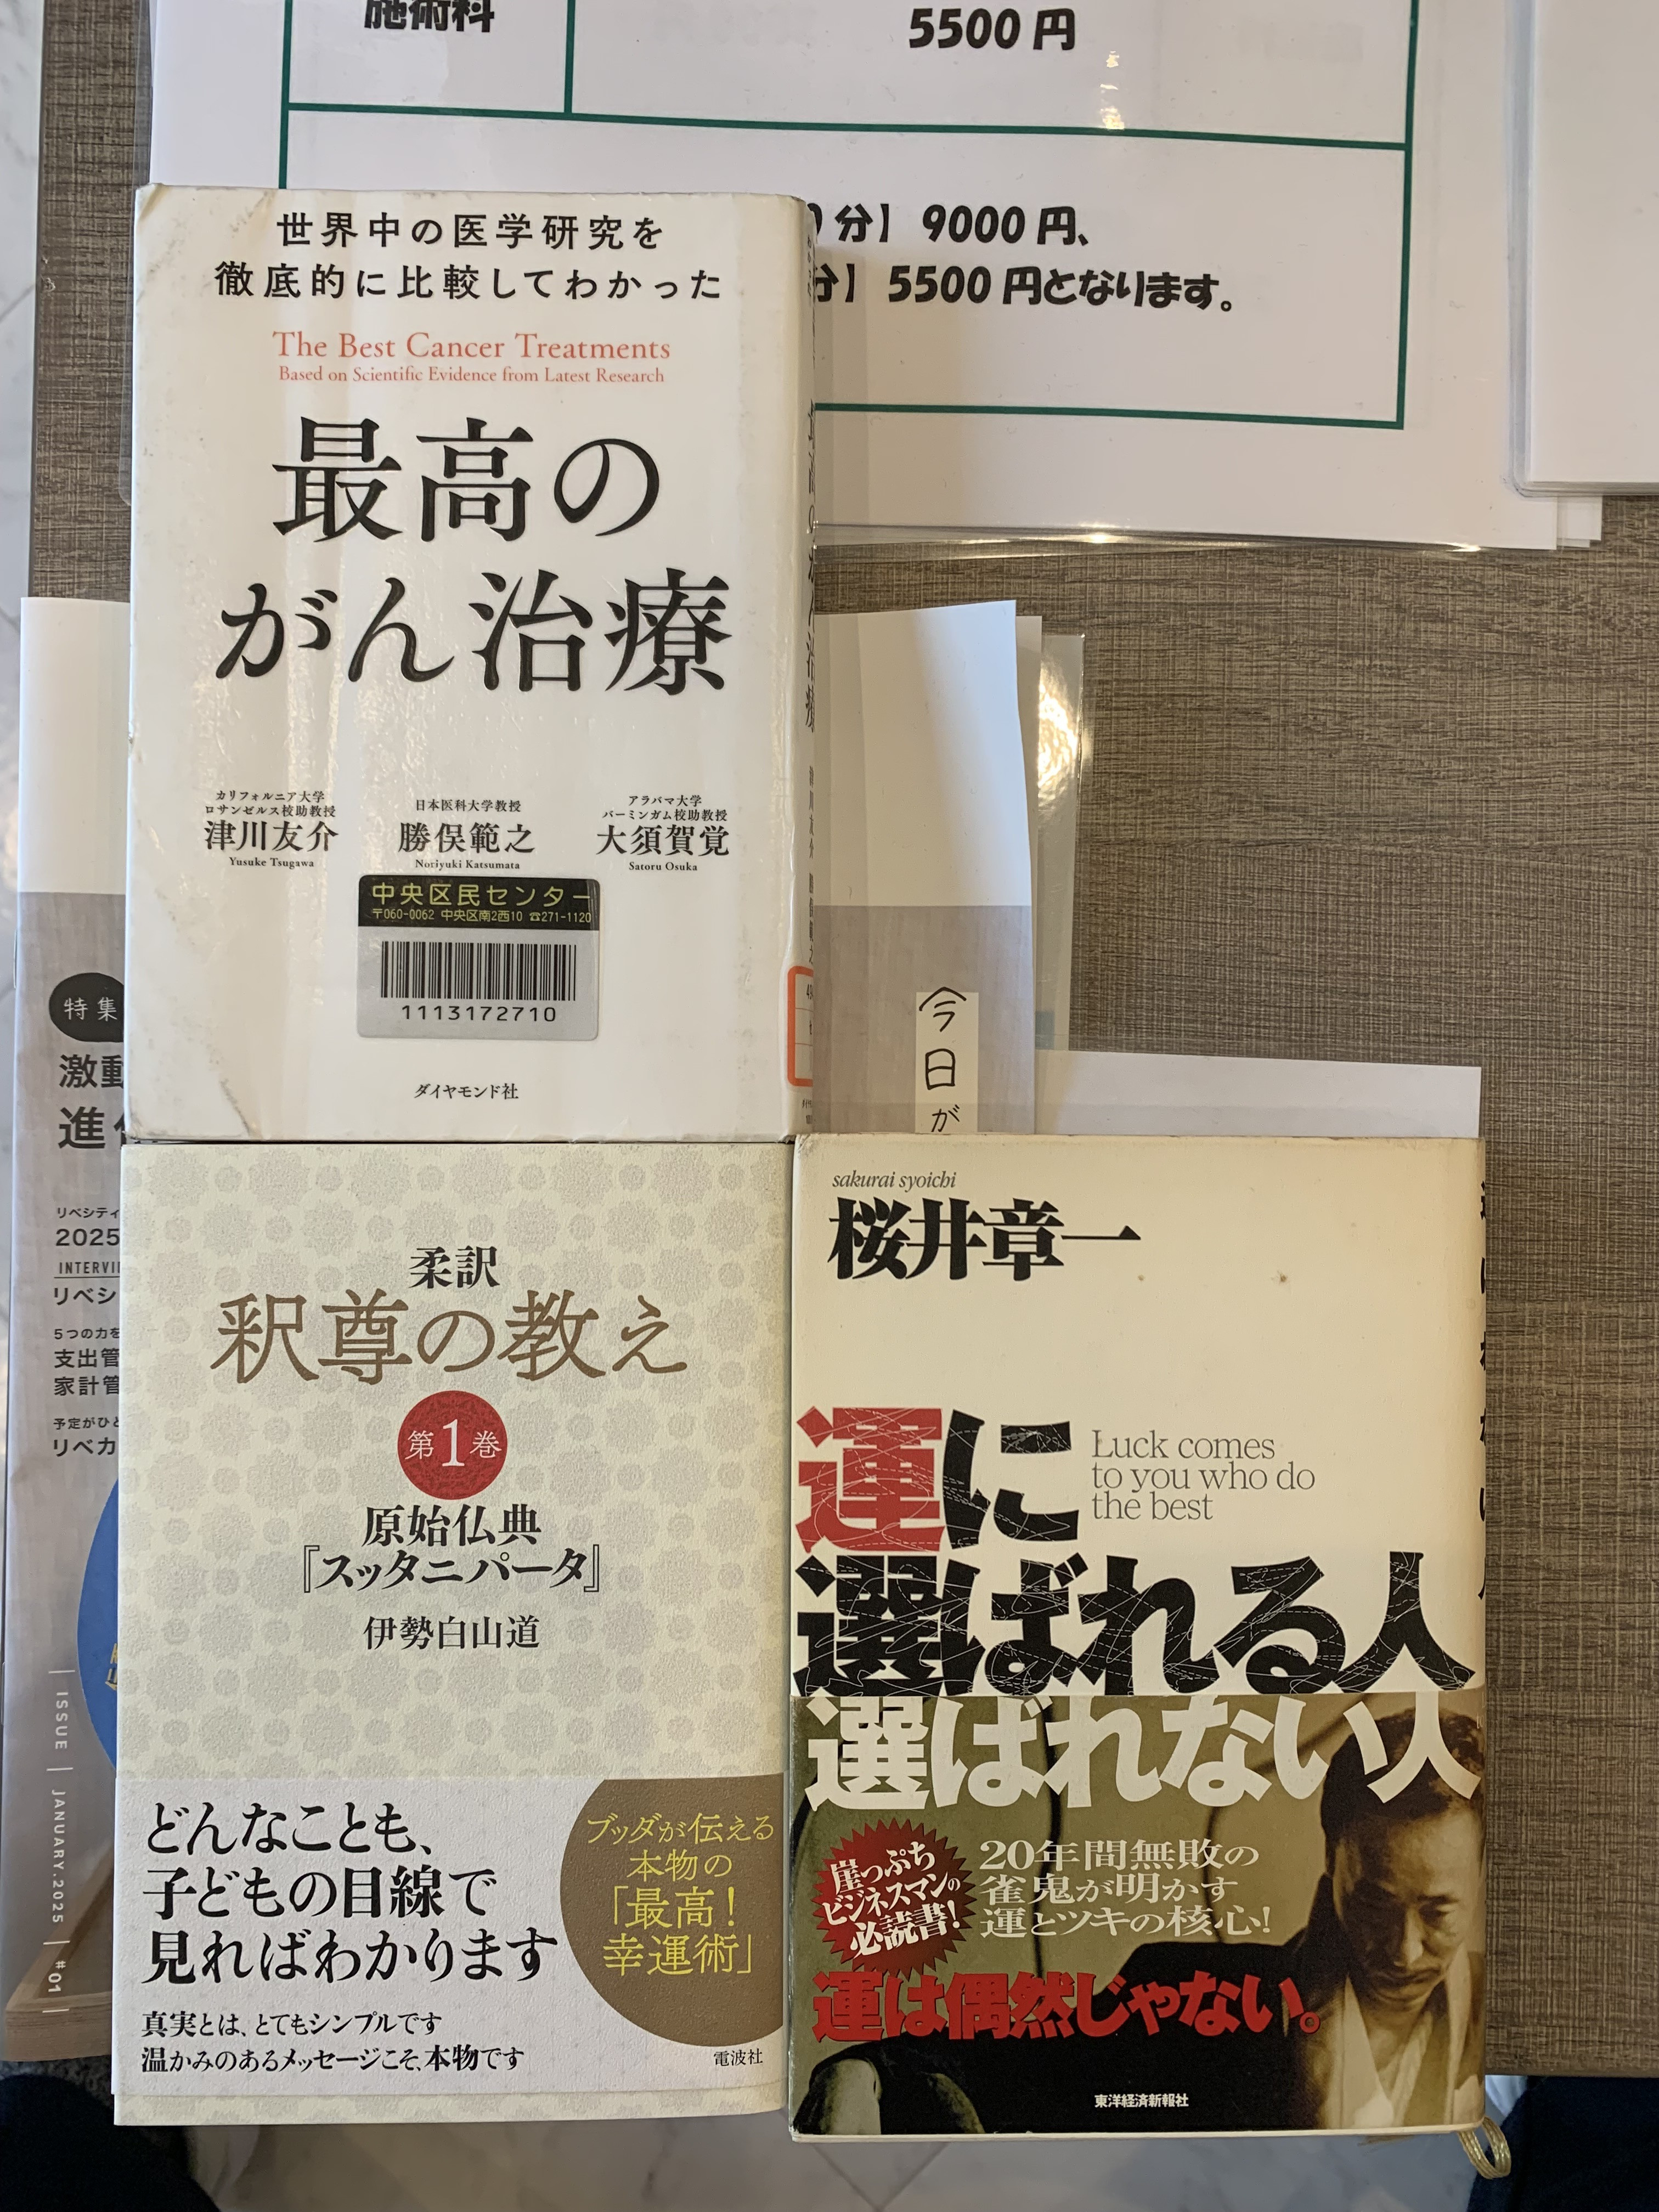 施術料
5500円
分】 9000円、
分】 5500円となります。
世界中の医学研究を
徹底的に比較してわかった
The Best Cancer Treatments
Based on Scientific Evidence from Latest Research
最高の
がん治療
カリフォルニア大学
ロサンゼルス校助教授
津川友介
Yusuke Tsugawa
日本医科大学教授
勝俣範之
Noriyuki Katsumata
アラバマ大学
バーミンガム校助教授
大須賀覚
Satoru Osuka
中央区民センター
〒060-0062 中央区南2西10 ☎271-1120
1113172710
ダイヤモンド社
特集
激動
進
リベシティ
2025
リベシ
5つの力を
支出管
家計管
予定がひと
リベカ
ISSUE
JANUARY.2025
#01
今日が
柔訳
釈尊の教え
第1巻
原始仏典
『スッタニパータ』
伊勢白山道
どんなことも、
子どもの目線で
見ればわかります
真実とは、とてもシンプルです
温かみのあるメッセージこそ、本物です
ブッダが伝える
本物の
「最高！
幸運術」
電波社
sakurai syoichi
桜井章一
運に
Luck comes
to you who do
the best
選ばれる人
選ばれない人
崖っぷち
ビジネスマンの
必読書！
20年間無敗の
雀鬼が明かす
運とツキの核心！
運は偶然じゃない。
東洋経済新報社